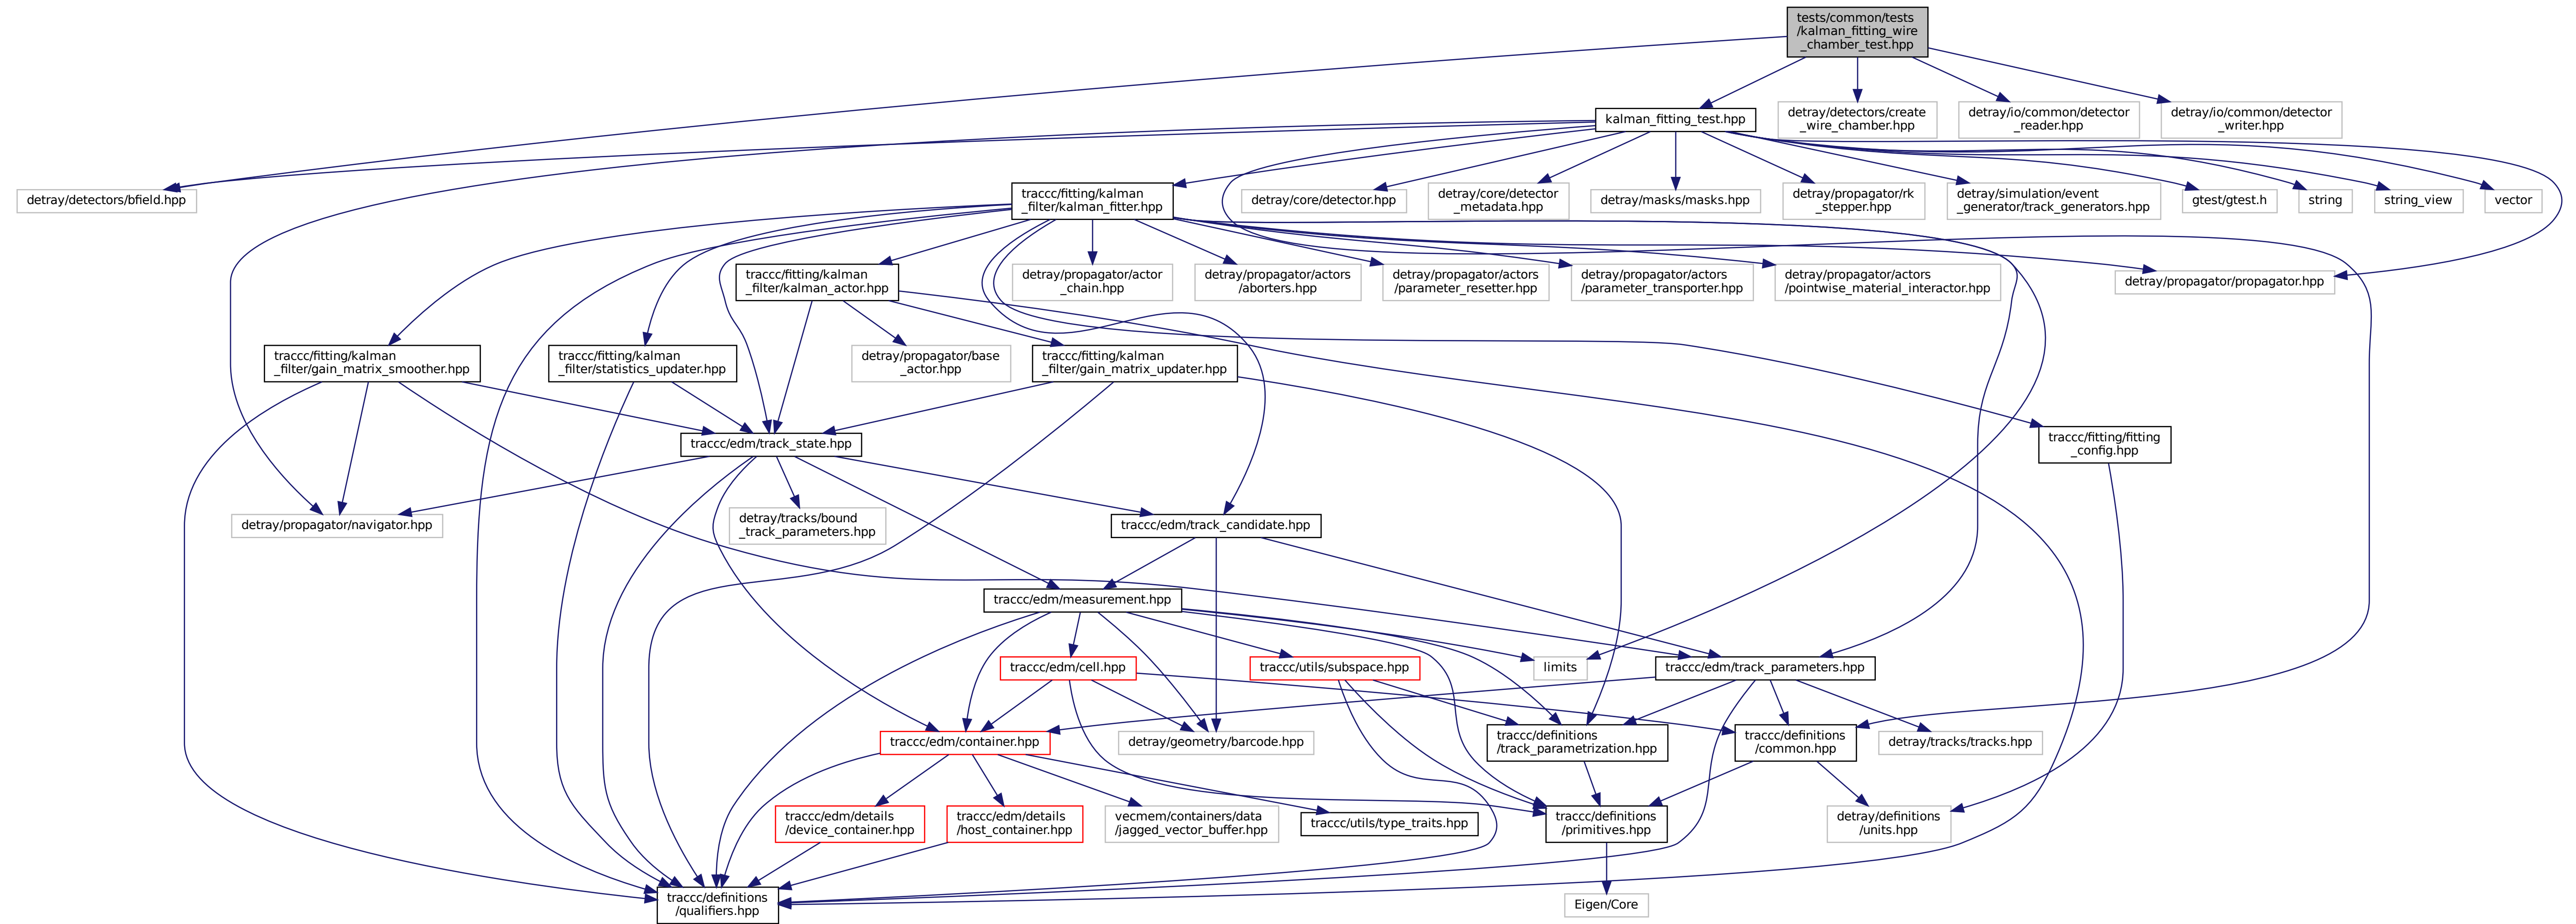 tests/common/tests
/kalman_fitting_wire
_chamber_test.hpp
kalman_fitting_test.hpp
detray/detectors/create
_wire_chamber.hpp
detray/io/common/detector
_reader.hpp
detray/io/common/detector
_writer.hpp
detray/detectors/bfield.hpp
traccc/fitting/kalman
_filter/kalman_fitter.hpp
detray/core/detector.hpp
detray/core/detector
_metadata.hpp
detray/masks/masks.hpp
detray/propagator/rk
_stepper.hpp
detray/simulation/event
_generator/track_generators.hpp
gtest/gtest.h
string
string_view
vector
traccc/fitting/kalman
_filter/kalman_actor.hpp
detray/propagator/actor
_chain.hpp
detray/propagator/actors
/aborters.hpp
detray/propagator/actors
/parameter_resetter.hpp
detray/propagator/actors
/parameter_transporter.hpp
detray/propagator/actors
/pointwise_material_interactor.hpp
detray/propagator/propagator.hpp
traccc/fitting/kalman
_filter/gain_matrix_smoother.hpp
traccc/fitting/kalman
_filter/statistics_updater.hpp
detray/propagator/base
_actor.hpp
traccc/fitting/kalman
_filter/gain_matrix_updater.hpp
traccc/edm/track_state.hpp
traccc/fitting/fitting
_config.hpp
detray/propagator/navigator.hpp
detray/tracks/bound
_track_parameters.hpp
traccc/edm/track_candidate.hpp
traccc/edm/measurement.hpp
traccc/edm/cell.hpp
traccc/utils/subspace.hpp
limits
traccc/edm/track_parameters.hpp
traccc/edm/container.hpp
detray/geometry/barcode.hpp
traccc/definitions
/track_parametrization.hpp
traccc/definitions
/common.hpp
detray/tracks/tracks.hpp
traccc/edm/details
/device_container.hpp
traccc/edm/details
/host_container.hpp
vecmem/containers/data
/jagged_vector_buffer.hpp
traccc/utils/type_traits.hpp
traccc/definitions
/primitives.hpp
detray/definitions
/units.hpp
traccc/definitions
/qualifiers.hpp
Eigen/Core